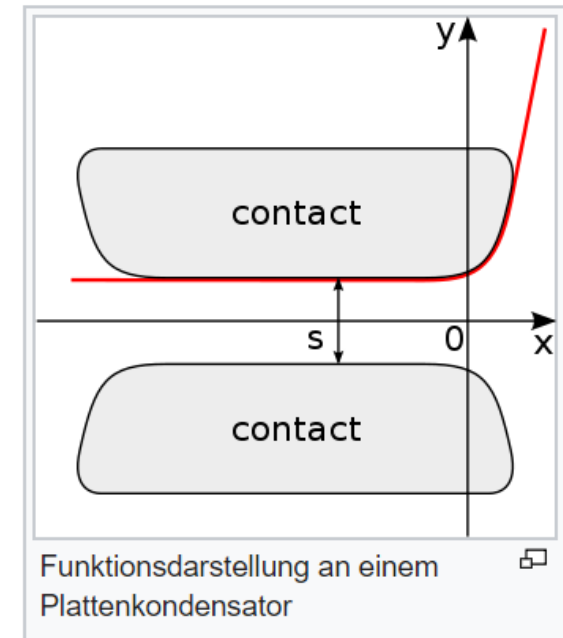 y
contact
s
0
x
contact
Funktionsdarstellung an einem
Plattenkondensator